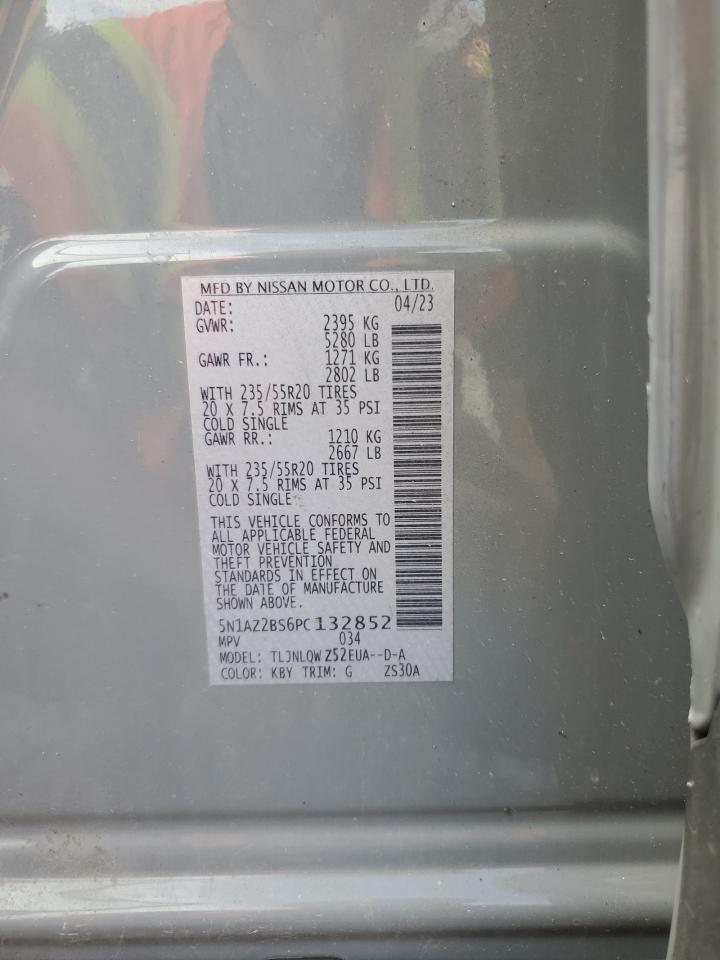 MFD BY NISSAN MOTOR CO., LTD.
DATE: 04/23
GVWR: 2395 KG
5280 LB
GAWR FR.: 1271 KG
2802 LB
WITH 235/55R20 TIRES
20 X 7.5 RIMS AT 35 PSI
COLD SINGLE
GAWR RR.: 1210 KG
2667 LB
WITH 235/55R20 TIRES
20 X 7.5 RIMS AT 35 PSI
COLD SINGLE
THIS VEHICLE CONFORMS TO
ALL APPLICABLE FEDERAL
MOTOR VEHICLE SAFETY AND
THEFT PREVENTION
STANDARDS IN EFFECT ON
THE DATE OF MANUFACTURE
SHOWN ABOVE.
5N1AZ2BS6PC132852
MPV 034
MODEL: TLJNLQWZ52EUA--D-A
COLOR: KBY TRIM: G ZS30A